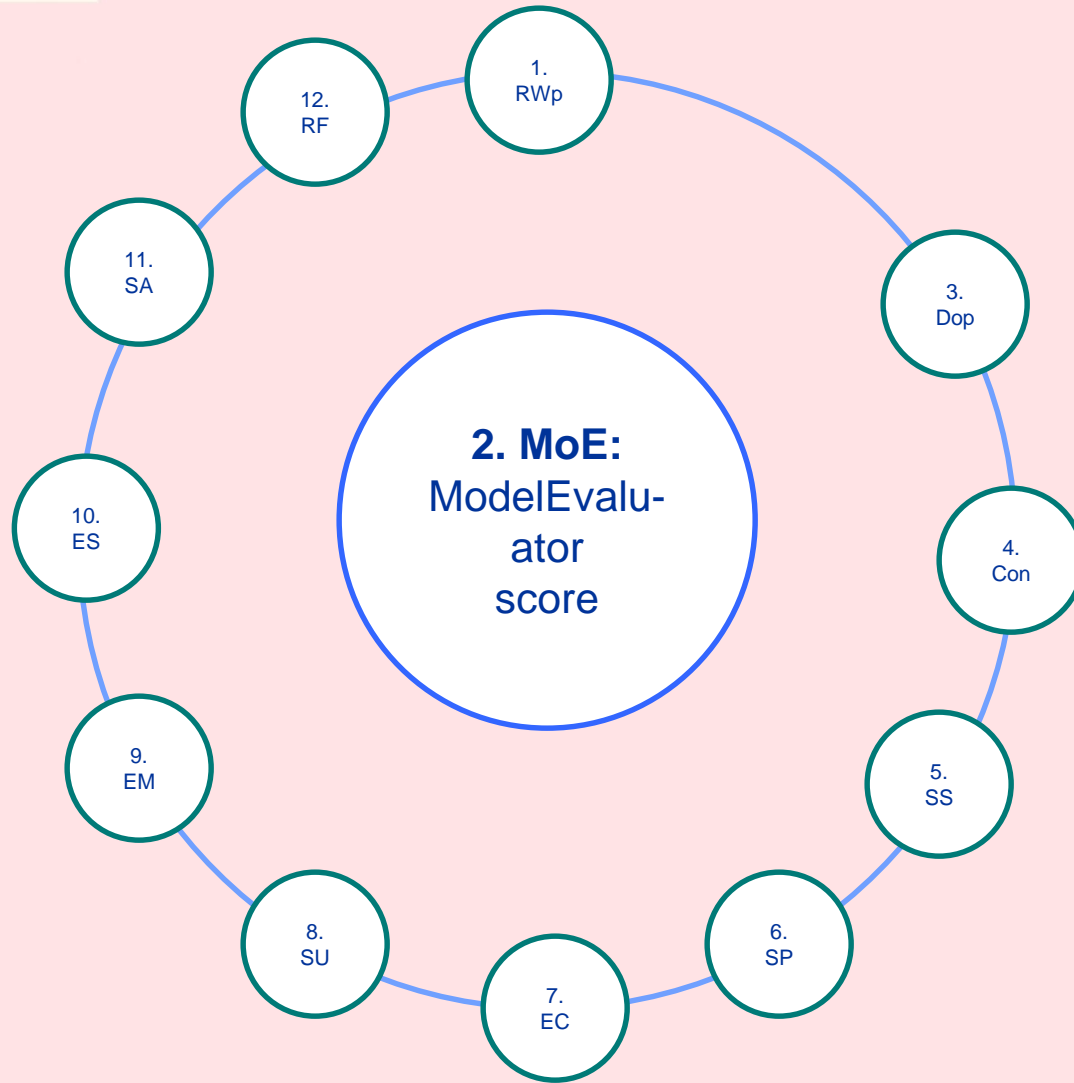 1.
RWp
12.
RF
3.
Dop
11.
SA
2. MoE:
ModelEvalu-
ator
score
10.
ES
4.
Con
9.
EM
5.
SS
8.
SU
6.
SP
7.
EC